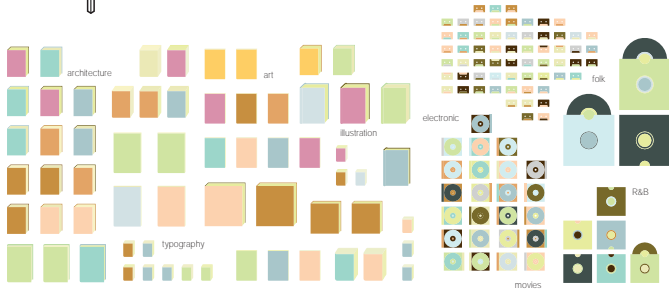 architecture
art
folk
electronic
illustration
R&B
typography
movies